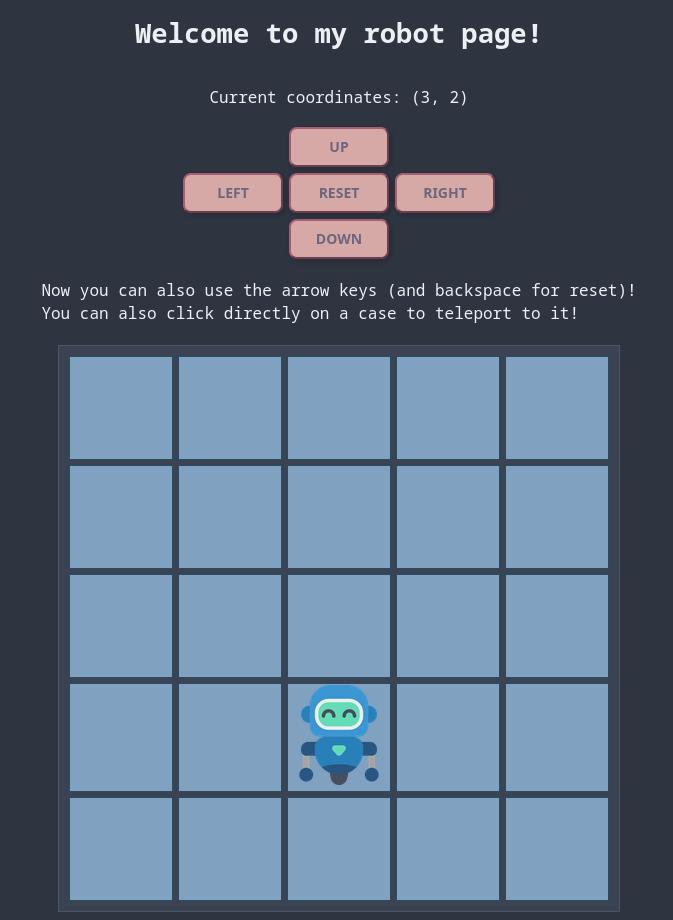 Welcome to my robot page!
Current coordinates: (3, 2)
UP
LEFT RESET RIGHT
DOWN
Now you can also use the arrow keys (and backspace for reset)!
You can also click directly on a case to teleport to it!